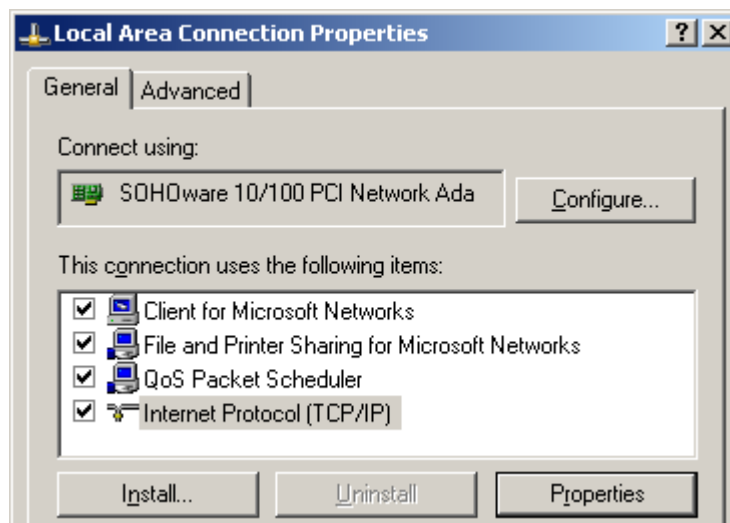 Local Area Connection Properties
General
Advanced
Connect using:
SOHOware 10/100 PCI Network Ada
Configure...
This connection uses the following items:
Client for Microsoft Networks
File and Printer Sharing for Microsoft Networks
QoS Packet Scheduler
Internet Protocol (TCP/IP)
Install...
Uninstall
Properties